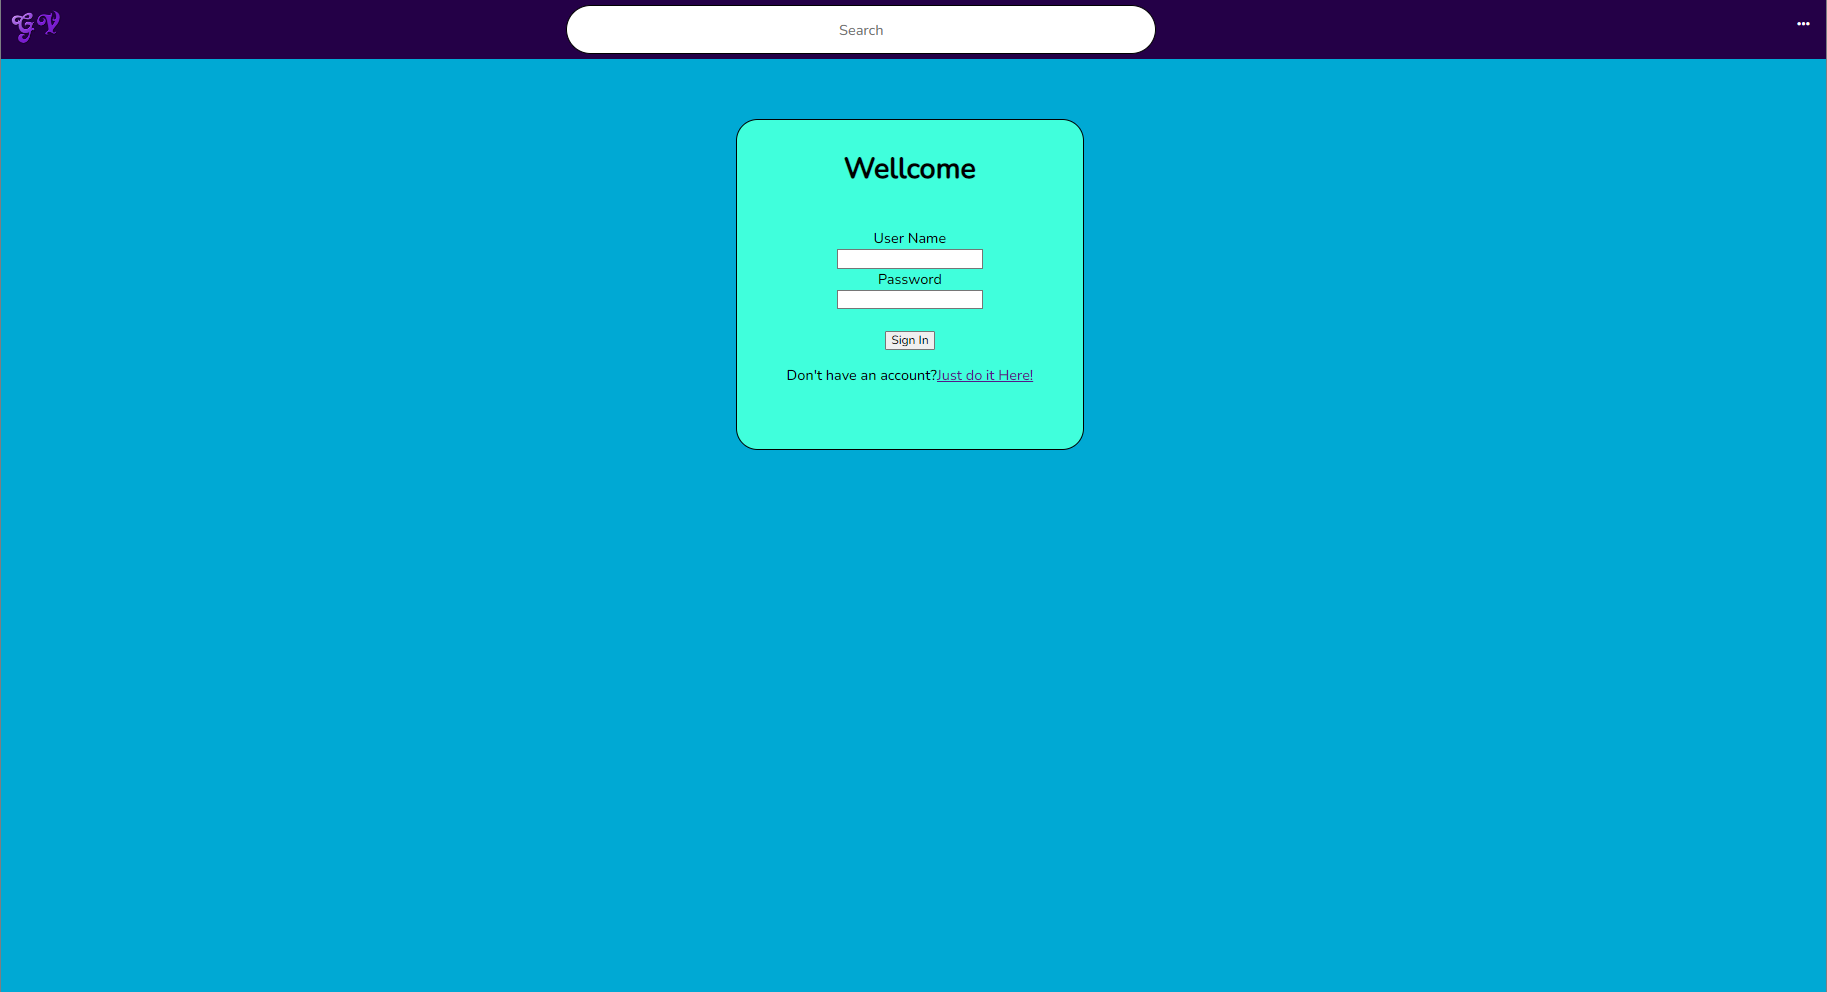 GV
Search
Wellcome
User Name
Password
Sign In
Don't have an account?Just do it Here!